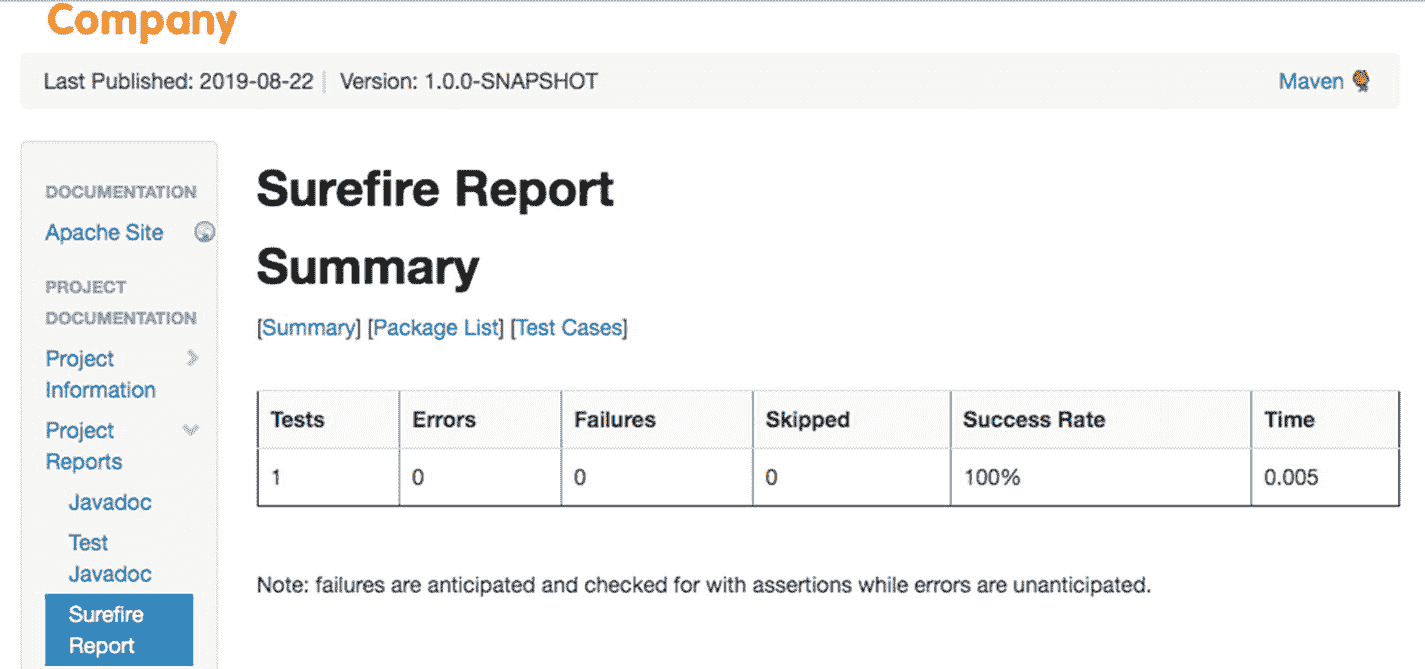 Company
Last Published: 2019-08-22 | Version: 1.0.0-SNAPSHOT
Maven
DOCUMENTATION
Apache Site
PROJECT
DOCUMENTATION
Project
Information
Project
Reports
Javadoc
Test
Javadoc
Surefire
Report
Surefire Report
Summary
[Summary] [Package List] [Test Cases]
Tests Errors Failures Skipped Success Rate Time
1 0 0 0 100% 0.005
Note: failures are anticipated and checked for with assertions while errors are unanticipated.